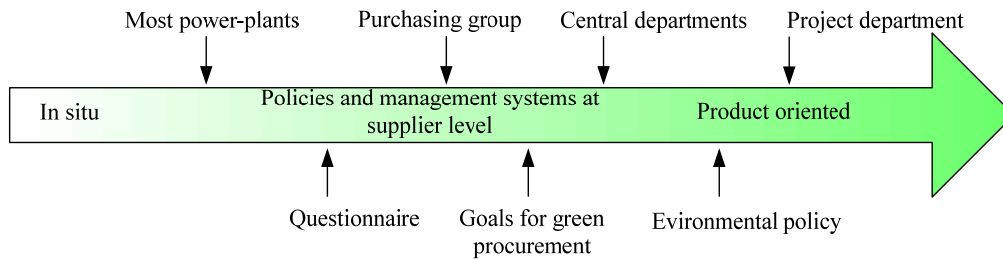 Most power-plants
Purchasing group
Central departments
Project department
In situ
Policies and management systems at
supplier level
Product oriented
Questionnaire
Goals for green
procurement
Evironmental policy